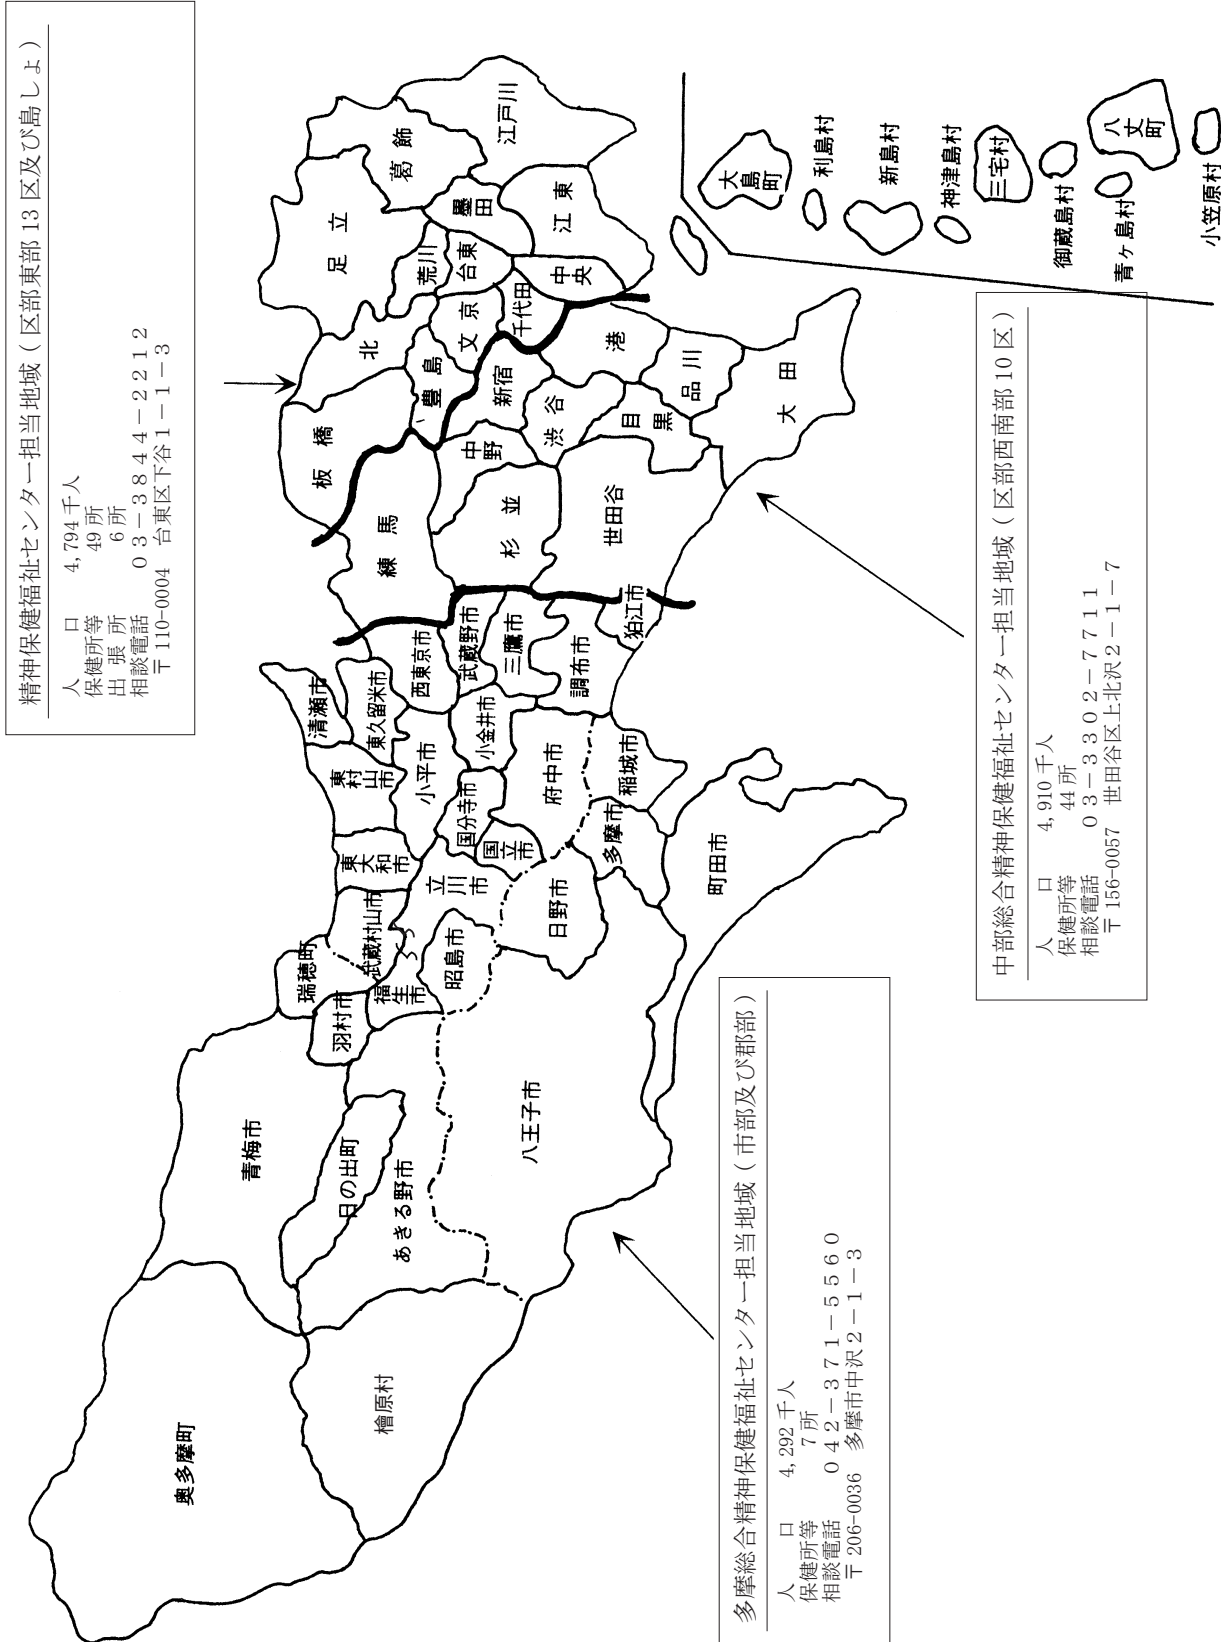 精神保健福祉センター担当地域（区部東部13区及び島しょ）
人　　口　　4,794千人
保健所等　　49所
出 張 所　　6所
相談電話　　０３－３８４４－２２１２
〒110-0004　台東区下谷１－１－３
奥多摩町
檜原村
青梅市
日の出町
あきる野市
八王子市
瑞穂町
羽村市
福生市
武蔵村山市
昭島市
東大和市
立川市
日野市
東村山市
小平市
国分寺市
国立市
府中市
多摩市
稲城市
町田市
清瀬市
東久留米市
西東京市
小金井市
武蔵野市
三鷹市
調布市
狛江市
練馬
杉並
世田谷
板橋
中野
豊島
新宿
渋谷
目黒
品川
大田
北
文京
千代田
港
足立
荒川
台東
中央
墨田
江東
葛飾
江戸川
大島町
利島村
新島村
神津島村
三宅村
御蔵島村
八丈町
青ヶ島村
小笠原村
多摩総合精神保健福祉センター担当地域（市部及び郡部）
人　　口　　4,292千人
保健所等　　7所
相談電話　　０４２－３７１－５５６０
〒206-0036　多摩市中沢２－１－３
中部総合精神保健福祉センター担当地域（区部西南部10区）
人　　口　　4,910千人
保健所等　　44所
相談電話　　０３－３３０２－７７１１
〒156-0057　世田谷区上北沢２－１－７